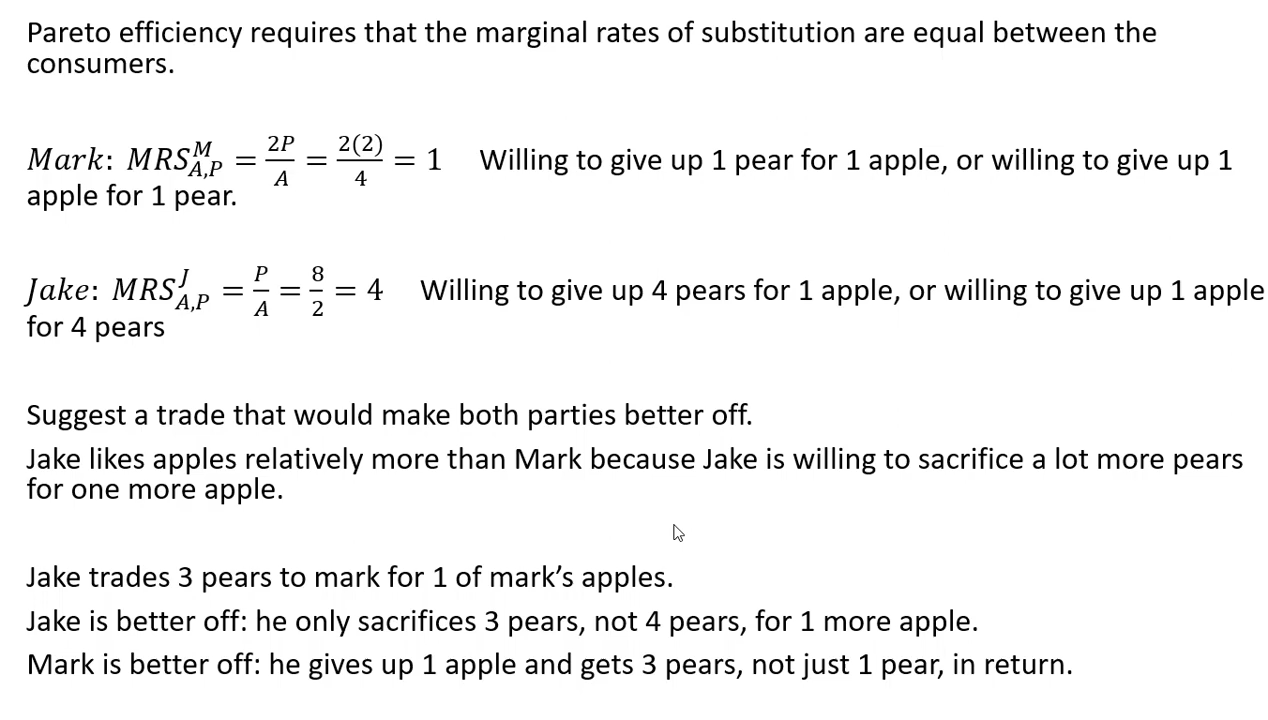 Pareto efficiency requires that the marginal rates of substitution are equal between the
consumers.
Mark: MRS^M_{A,P} = 2P/A = 2(2)/4 = 1 Willing to give up 1 pear for 1 apple, or willing to give up 1
apple for 1 pear.
Jake: MRS^J_{A,P} = P/A = 8/2 = 4 Willing to give up 4 pears for 1 apple, or willing to give up 1 apple
for 4 pears
Suggest a trade that would make both parties better off.
Jake likes apples relatively more than Mark because Jake is willing to sacrifice a lot more pears
for one more apple.
Jake trades 3 pears to mark for 1 of mark’s apples.
Jake is better off: he only sacrifices 3 pears, not 4 pears, for 1 more apple.
Mark is better off: he gives up 1 apple and gets 3 pears, not just 1 pear, in return.